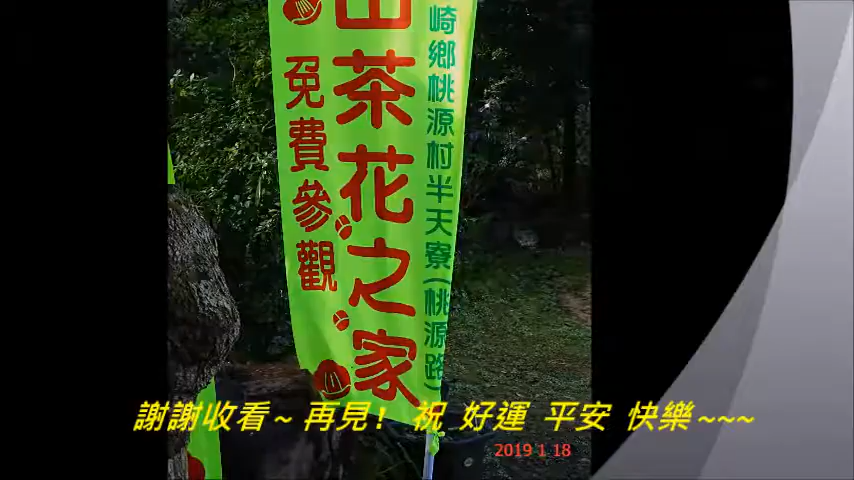 崎鄉桃源村半天寮(桃源路)
山茶花之家
免費參觀
謝謝收看~ 再見! 祝 好運 平安 快樂~~~
2019 1 18